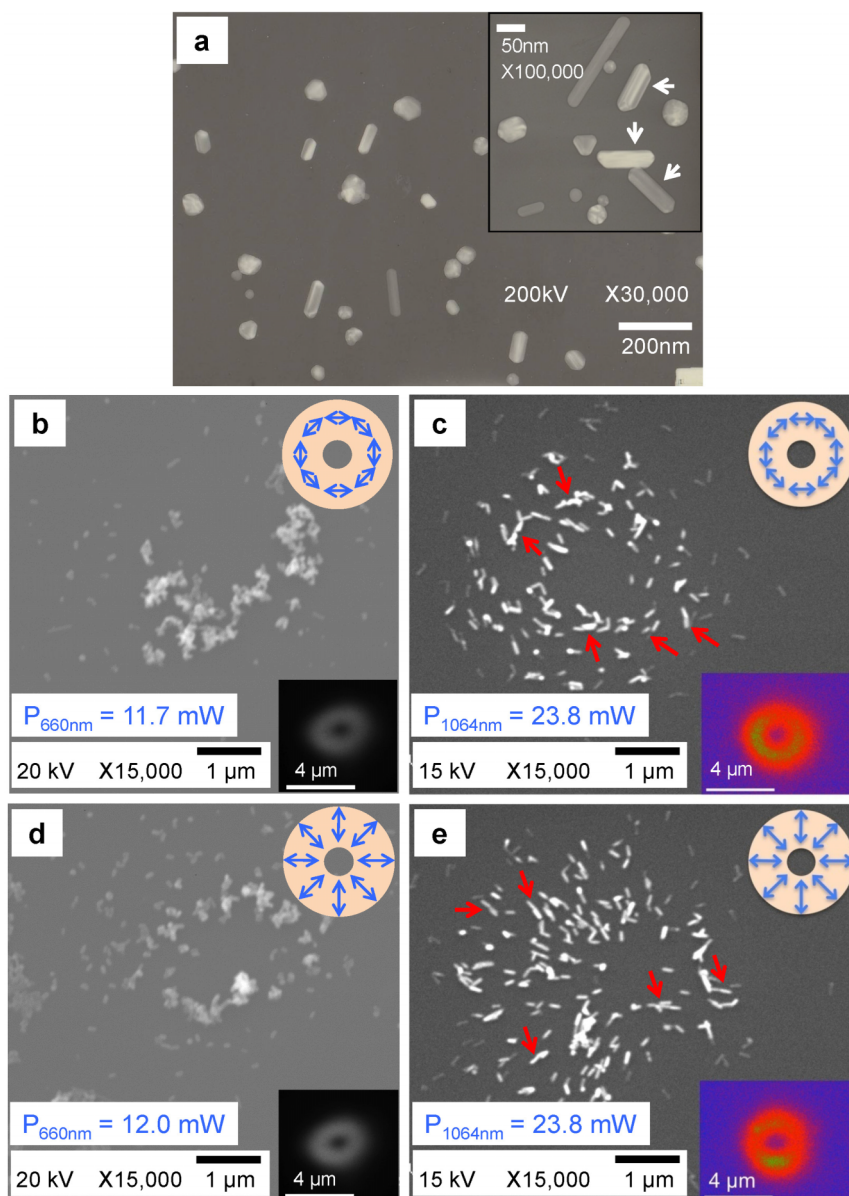 a
50nm
X100,000
200kV X30,000
200nm
b
P660nm = 11.7 mW
20 kV X15,000 1 µm
4 µm
c
P1064nm = 23.8 mW
15 kV X15,000 1 µm
4 µm
d
P660nm = 12.0 mW
20 kV X15,000 1 µm
4 µm
e
P1064nm = 23.8 mW
15 kV X15,000 1 µm
4 µm